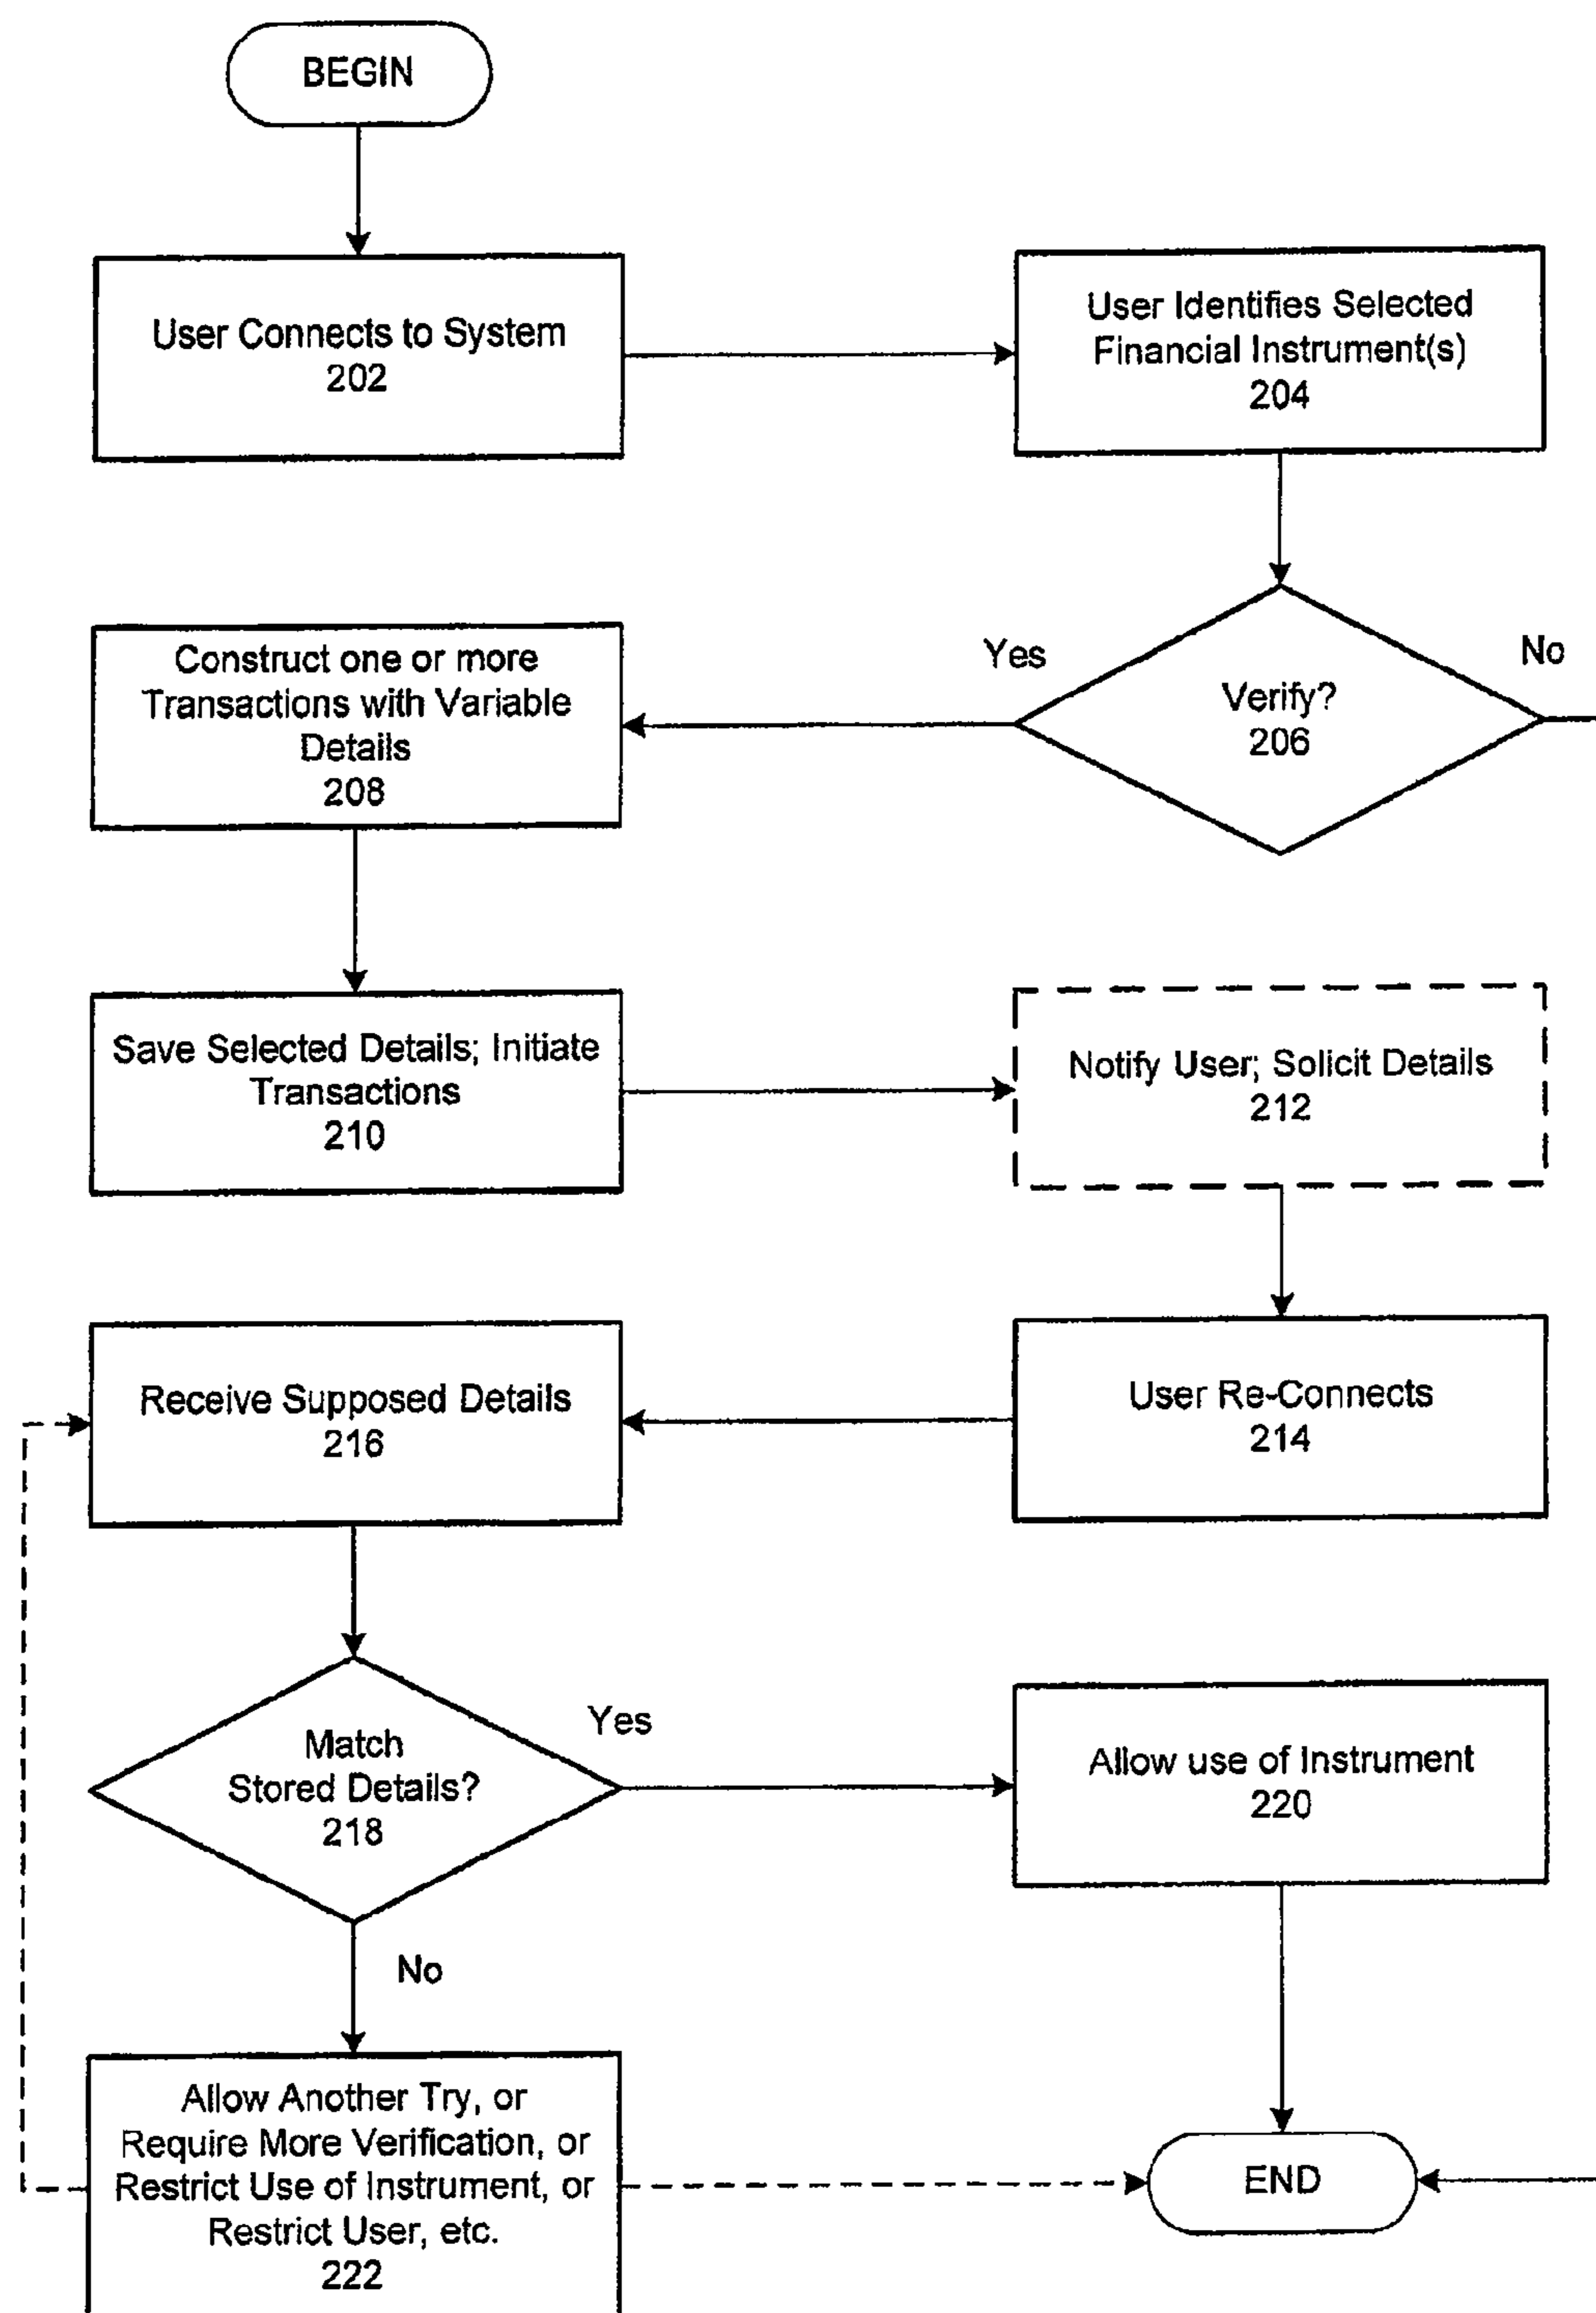 BEGIN
User Connects to System
202
User Identifies Selected
Financial Instrument(s)
204
Verify?
206
Yes
No
Construct one or more
Transactions with Variable
Details
208
Save Selected Details; Initiate
Transactions
210
Notify User; Solicit Details
212
User Re-Connects
214
Receive Supposed Details
216
Match
Stored Details?
218
Yes
No
Allow use of Instrument
220
Allow Another Try, or
Require More Verification, or
Restrict Use of Instrument, or
Restrict User, etc.
222
END